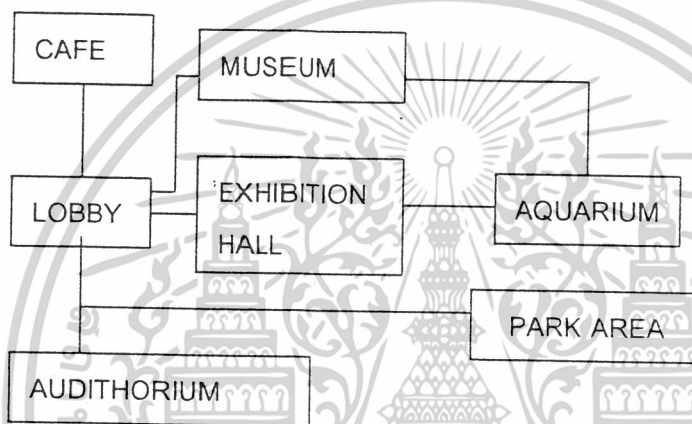 CAFE
MUSEUM
LOBBY
EXHIBITION
HALL
AQUARIUM
PARK AREA
AUDITHORIUM